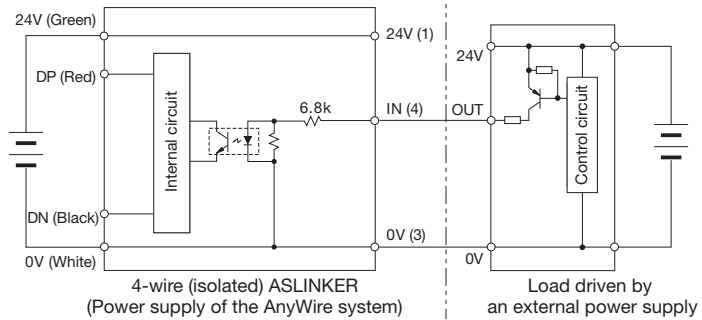 24V (Green)
24V (1)
24V
DP (Red)
Internal circuit
6.8k
IN (4)
OUT
Control circuit
DN (Black)
0V (3)
0V (White)
0V
4-wire (isolated) ASLINKER
(Power supply of the AnyWire system)
Load driven by
an external power supply